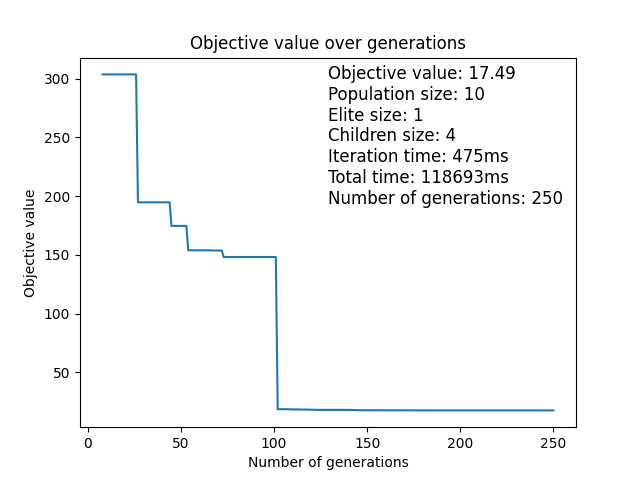 Objective value over generations
Objective value: 17.49
Population size: 10
Elite size: 1
Children size: 4
Iteration time: 475ms
Total time: 118693ms
Number of generations: 250
Objective value
300
250
200
150
100
50
0
50
100
150
200
250
Number of generations